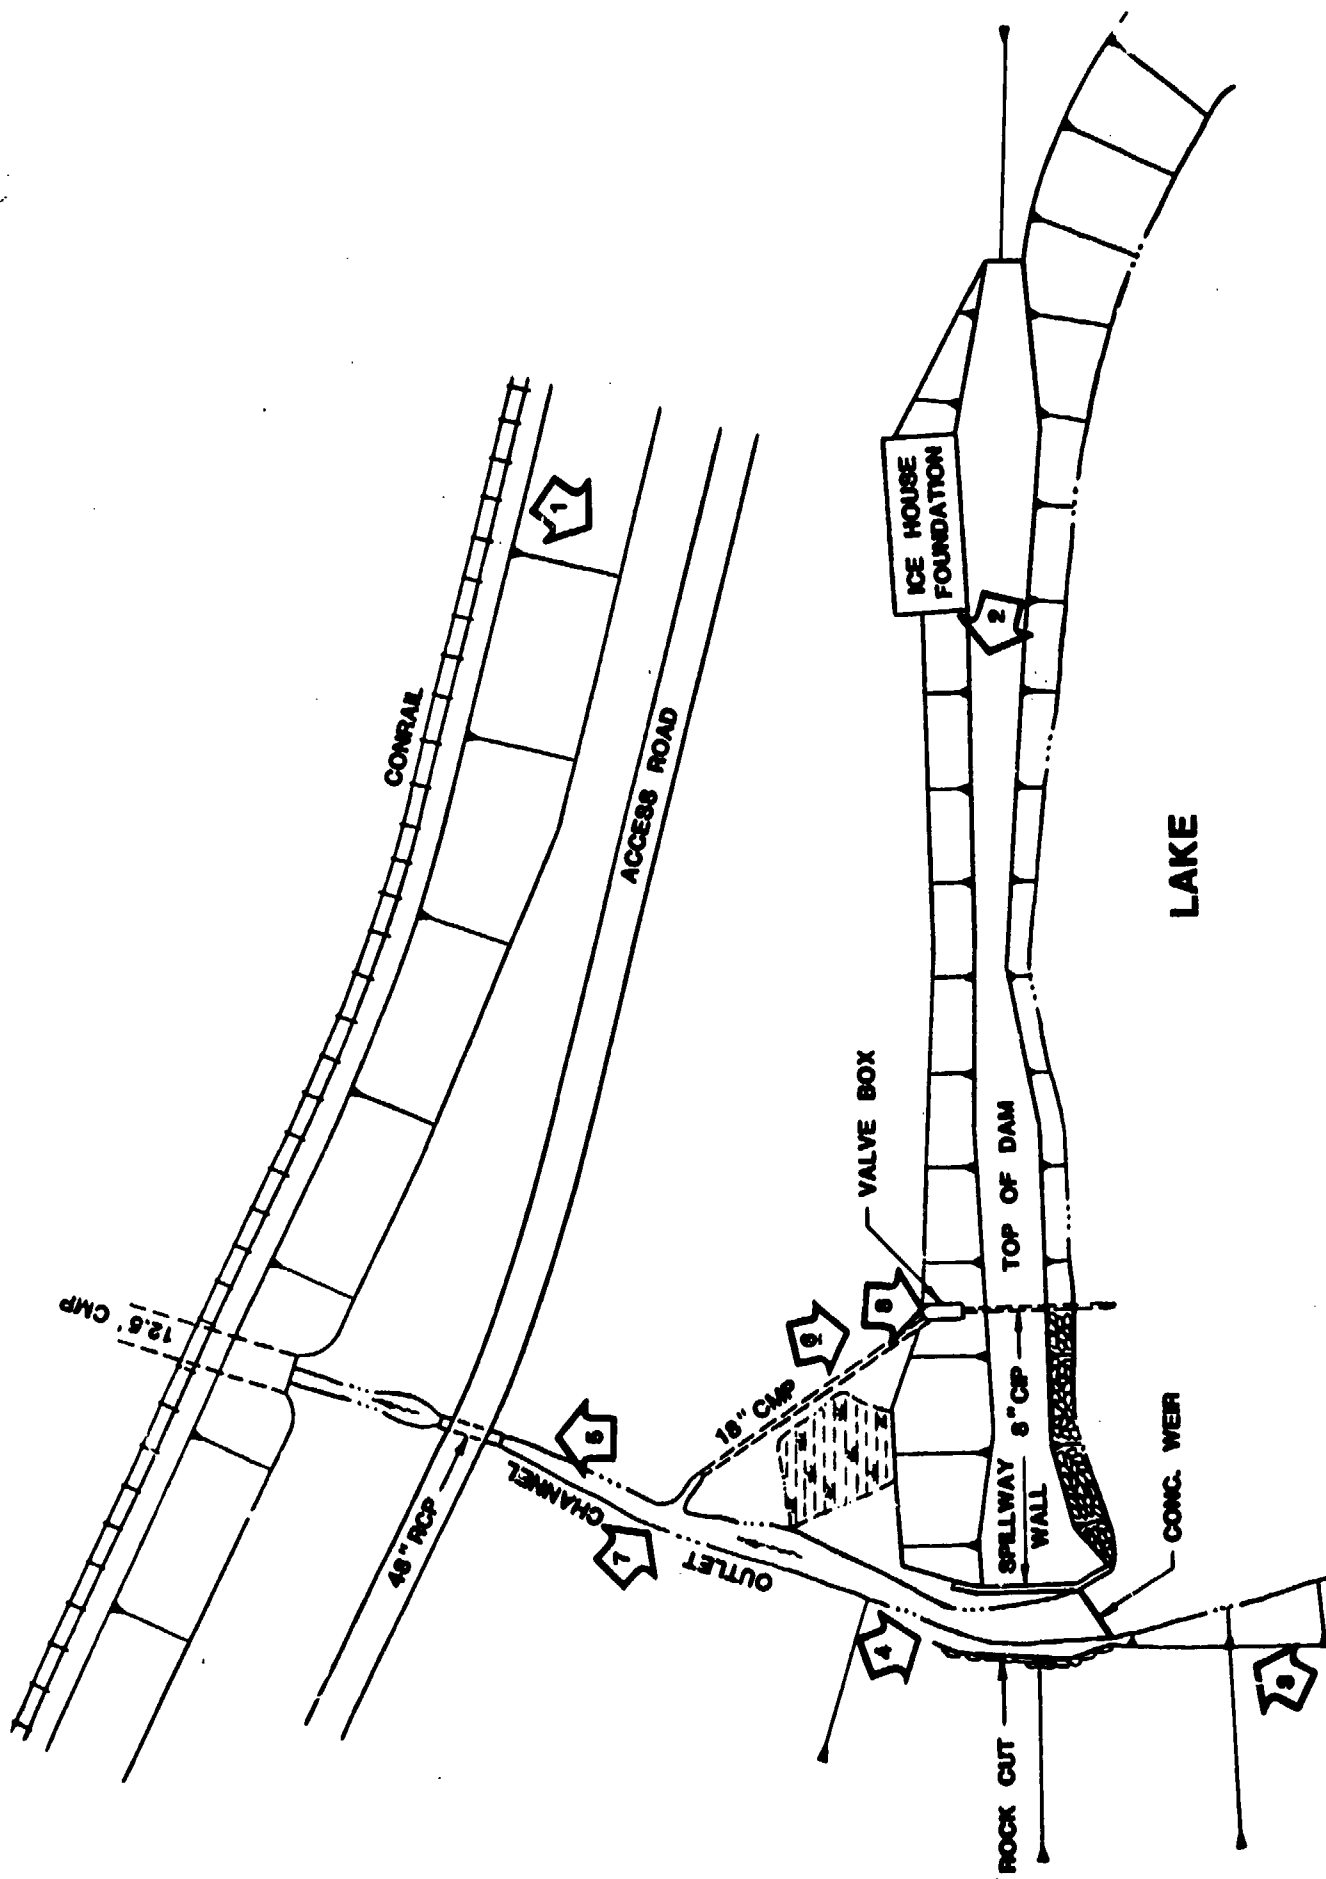 CONRAIL
1
ACCESS ROAD
ICE HOUSE
FOUNDATION
2
LAKE
12.5' CMP
48" RCP
CHANNEL
OUTLET
5
7
18" CMP
6
8
VALVE BOX
TOP OF DAM
8" CIP
SPILLWAY
WALL
CONC. WEIR
4
3
ROCK CUT